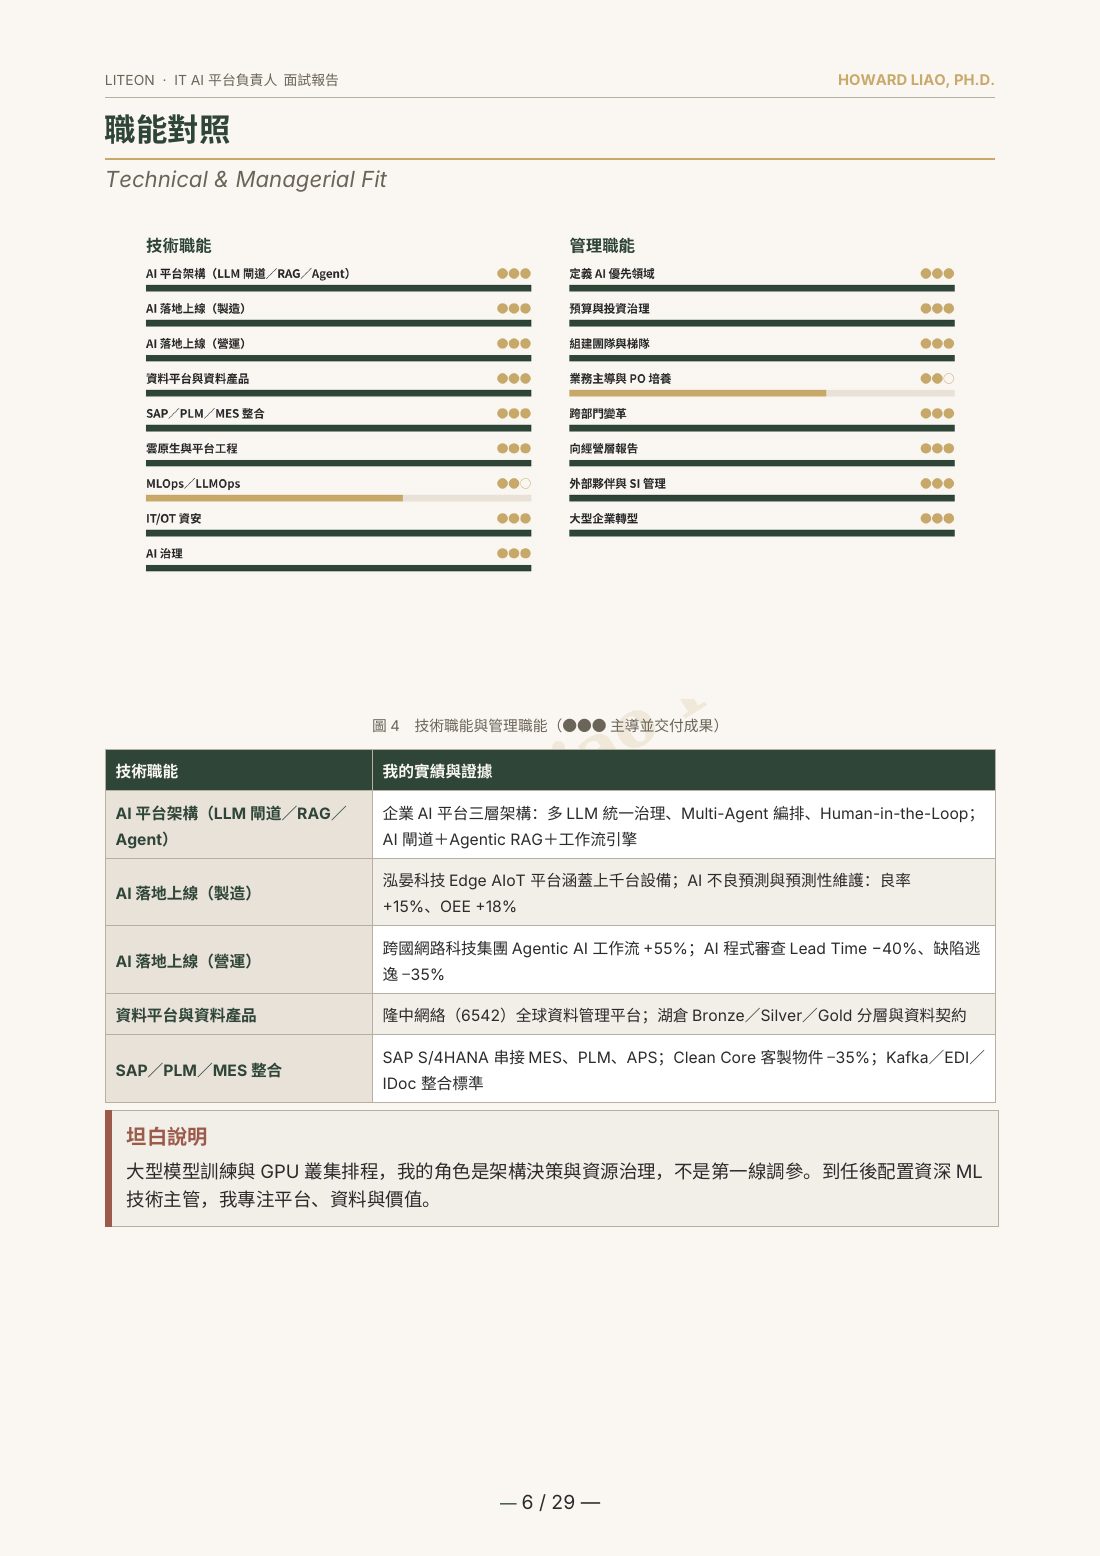 LITEON · IT AI 平台負責人 面試報告
HOWARD LIAO, PH.D.
職能對照
Technical & Managerial Fit
技術職能
AI 平台架構（LLM 閘道／RAG／Agent） ●●●
AI 落地上線（製造） ●●●
AI 落地上線（營運） ●●●
資料平台與資料產品 ●●●
SAP／PLM／MES 整合 ●●●
雲原生與平台工程 ●●●
MLOps／LLMOps ●●○
IT/OT 資安 ●●●
AI 治理 ●●●
管理職能
定義 AI 優先領域 ●●●
預算與投資治理 ●●●
組建團隊與梯隊 ●●●
業務主導與 PO 培養 ●●○
跨部門變革 ●●●
向經營層報告 ●●●
外部夥伴與 SI 管理 ●●●
大型企業轉型 ●●●
圖 4 技術職能與管理職能（●●● 主導並交付成果）
技術職能
我的實績與證據
AI 平台架構（LLM 閘道／RAG／
Agent）
企業 AI 平台三層架構：多 LLM 統一治理、Multi-Agent 編排、Human-in-the-Loop；
AI 閘道＋Agentic RAG＋工作流引擎
AI 落地上線（製造）
泓晏科技 Edge AIoT 平台涵蓋上千台設備；AI 不良預測與預測性維護：良率
+15%、OEE +18%
AI 落地上線（營運）
跨國網路科技集團 Agentic AI 工作流 +55%；AI 程式審查 Lead Time −40%、缺陷逃
逸 −35%
資料平台與資料產品
隆中網絡（6542）全球資料管理平台；湖倉 Bronze／Silver／Gold 分層與資料契約
SAP／PLM／MES 整合
SAP S/4HANA 串接 MES、PLM、APS；Clean Core 客製物件 −35%；Kafka／EDI／
IDoc 整合標準
坦白說明
大型模型訓練與 GPU 叢集排程，我的角色是架構決策與資源治理，不是第一線調參。到任後配置資深 ML
技術主管，我專注平台、資料與價值。
— 6 / 29 —